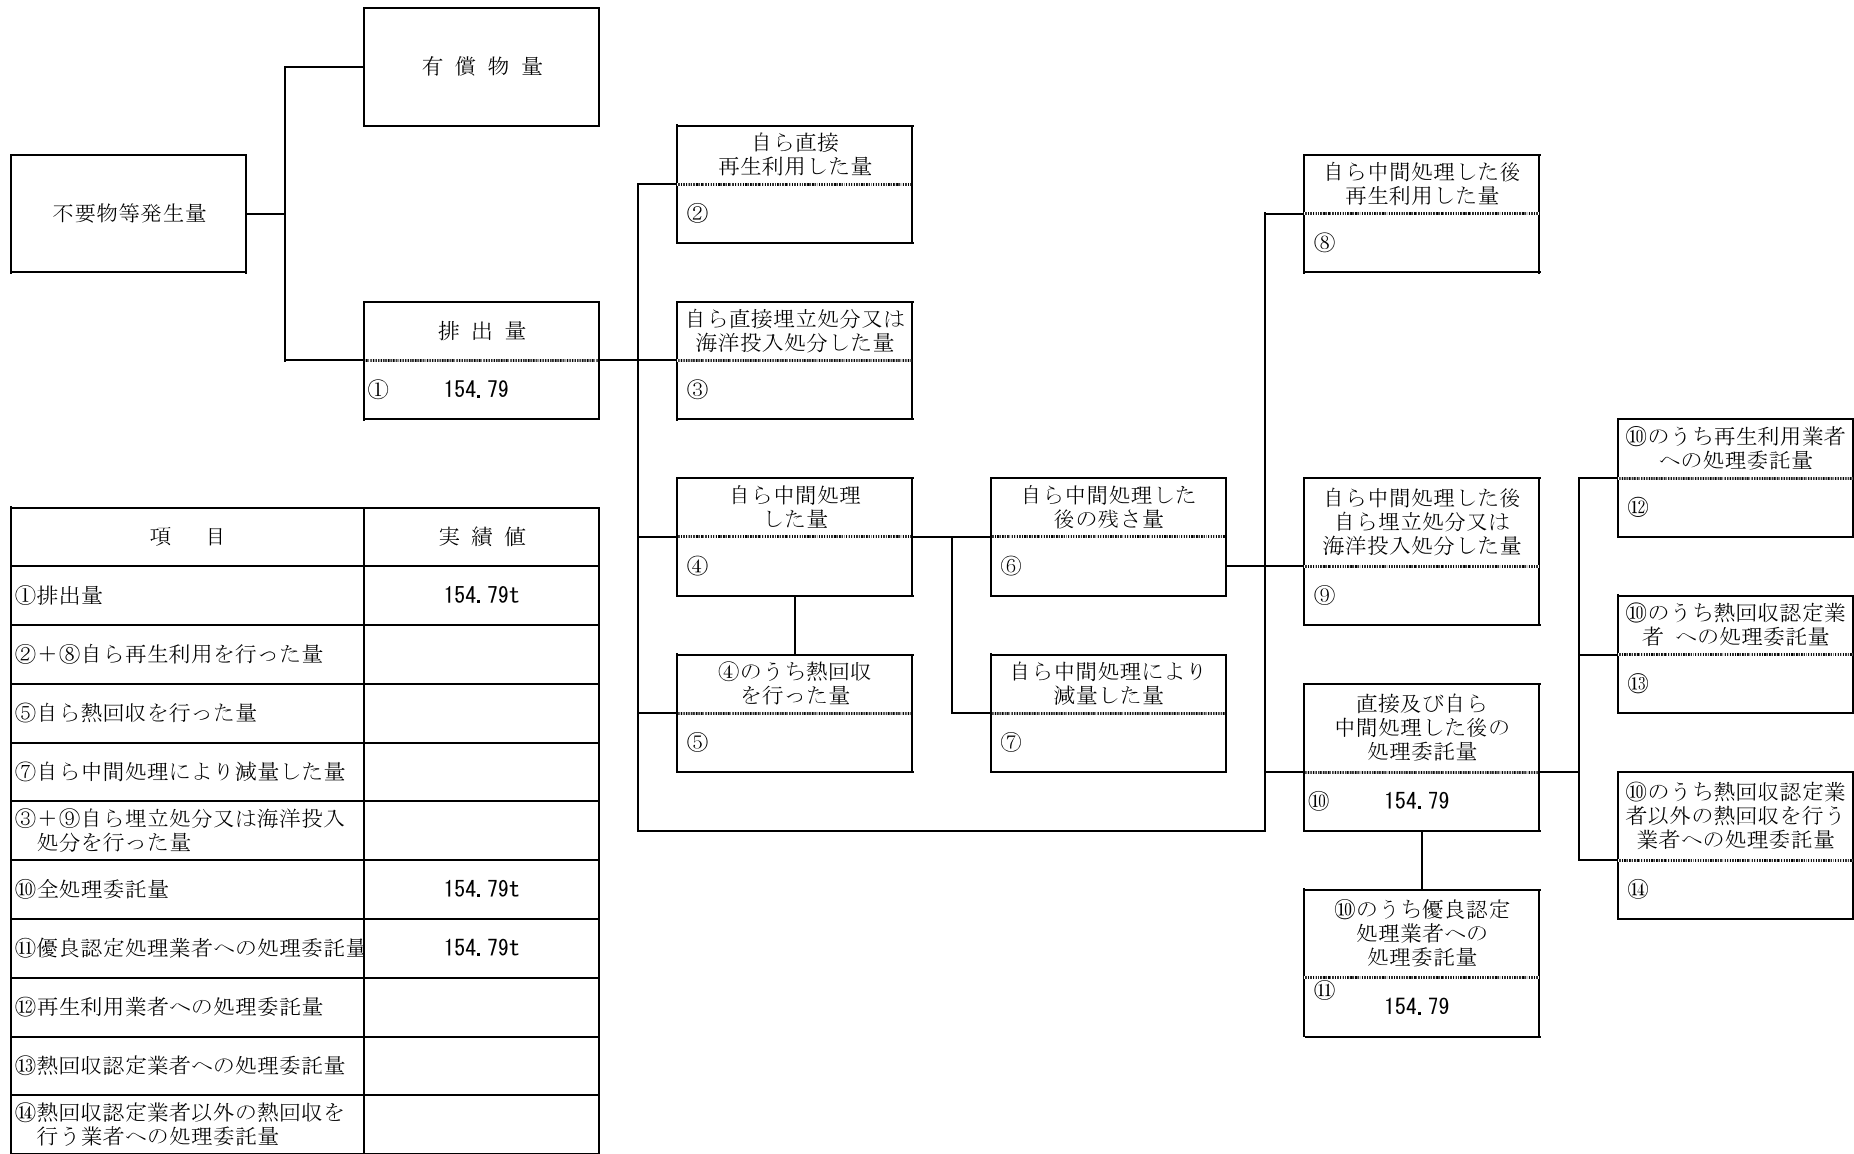 有 償 物 量
不要物等発生量
排 出 量
① 154.79
自ら直接
再生利用した量
②
自ら直接埋立処分又は
海洋投入処分した量
③
自ら中間処理
した量
④
④のうち熱回収
を行った量
⑤
自ら中間処理した
後の残さ量
⑥
自ら中間処理により
減量した量
⑦
自ら中間処理した後
再生利用した量
⑧
自ら中間処理した後
自ら埋立処分又は
海洋投入処分した量
⑨
直接及び自ら
中間処理した後の
処理委託量
⑩ 154.79
⑩のうち優良認定
処理業者への
処理委託量
⑪ 154.79
⑩のうち再生利用業者
への処理委託量
⑫
⑩のうち熱回収認定業
者 への処理委託量
⑬
⑩のうち熱回収認定業
者以外の熱回収を行う
業者への処理委託量
⑭
項 目 実 績 値
①排出量 154.79t
②+⑧自ら再生利用を行った量
⑤自ら熱回収を行った量
⑦自ら中間処理により減量した量
③+⑨自ら埋立処分又は海洋投入
処分を行った量
⑩全処理委託量 154.79t
⑪優良認定処理業者への処理委託量 154.79t
⑫再生利用業者への処理委託量
⑬熱回収認定業者への処理委託量
⑭熱回収認定業者以外の熱回収を
行う業者への処理委託量